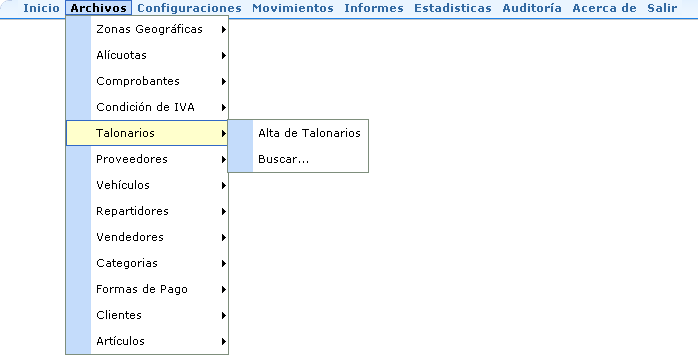 Inicio Archivos Configuraciones Movimientos Informes Estadisticas Auditoría Acerca de Salir
Zonas Geográficas
Alícuotas
Comprobantes
Condición de IVA
Talonarios Alta de Talonarios
Proveedores Buscar...
Vehículos
Repartidores
Vendedores
Categorias
Formas de Pago
Clientes
Artículos